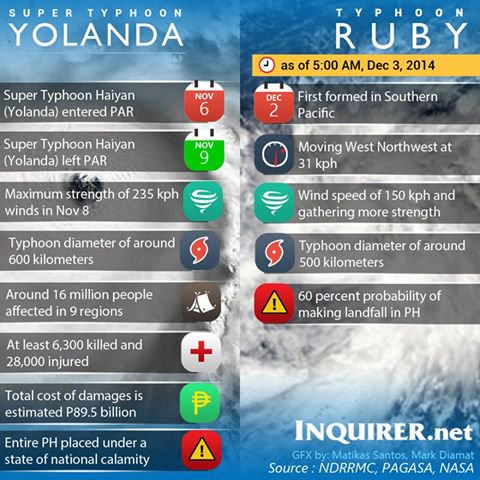 SUPER TYPHOON
YOLANDA
Super Typhoon Haiyan
(Yolanda) entered PAR
NOV
6
Super Typhoon Haiyan
(Yolanda) left PAR
NOV
9
Maximum strength of 235 kph
winds in Nov 8
Typhoon diameter of around
600 kilometers
Around 16 million people
affected in 9 regions
At least 6,300 killed and
28,000 injured
Total cost of damages is
estimated P89.5 billion
Entire PH placed under a
state of national calamity
TYPHOON
RUBY
as of 5:00 AM, Dec 3, 2014
DEC
2
First formed in Southern
Pacific
Moving West Northwest at
31 kph
Wind speed of 150 kph and
gathering more strength
Typhoon diameter of around
500 kilometers
60 percent probability of
making landfall in PH
INQUIRER.net
GFX by: Matikas Santos, Mark Diamat
Source : NDRRMC, PAGASA, NASA